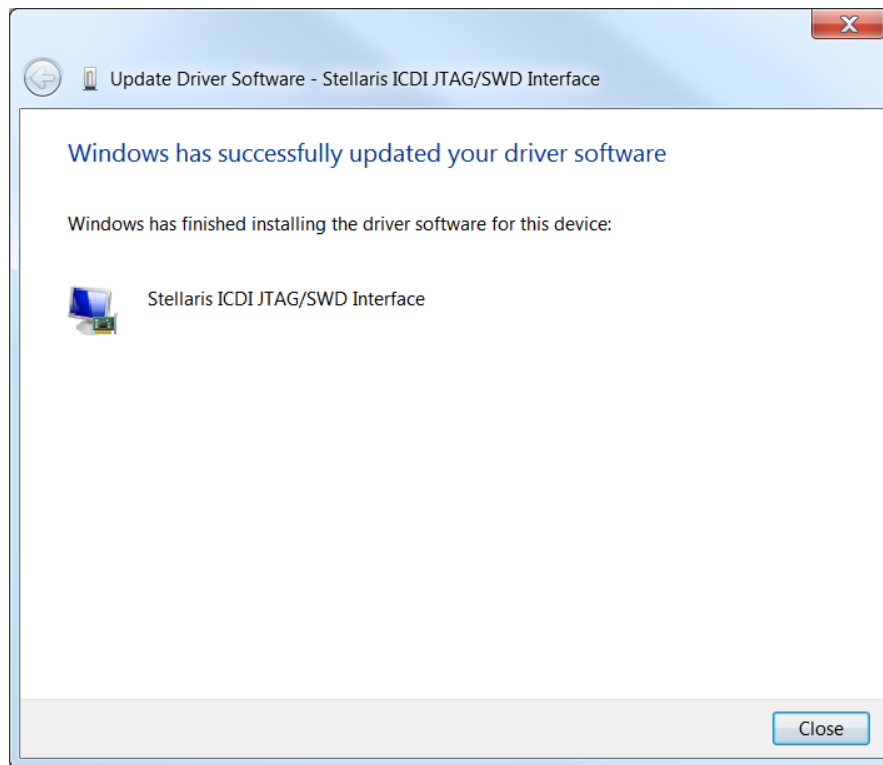 Update Driver Software - Stellaris ICDI JTAG/SWD Interface
Windows has successfully updated your driver software
Windows has finished installing the driver software for this device:
Stellaris ICDI JTAG/SWD Interface
Close